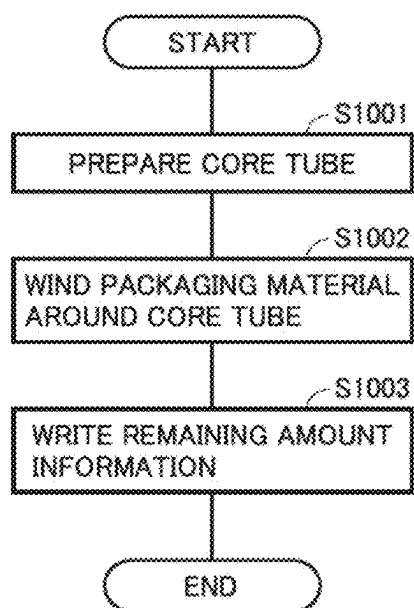 START
S1001
PREPARE CORE TUBE
S1002
WIND PACKAGING MATERIAL
AROUND CORE TUBE
S1003
WRITE REMAINING AMOUNT
INFORMATION
END